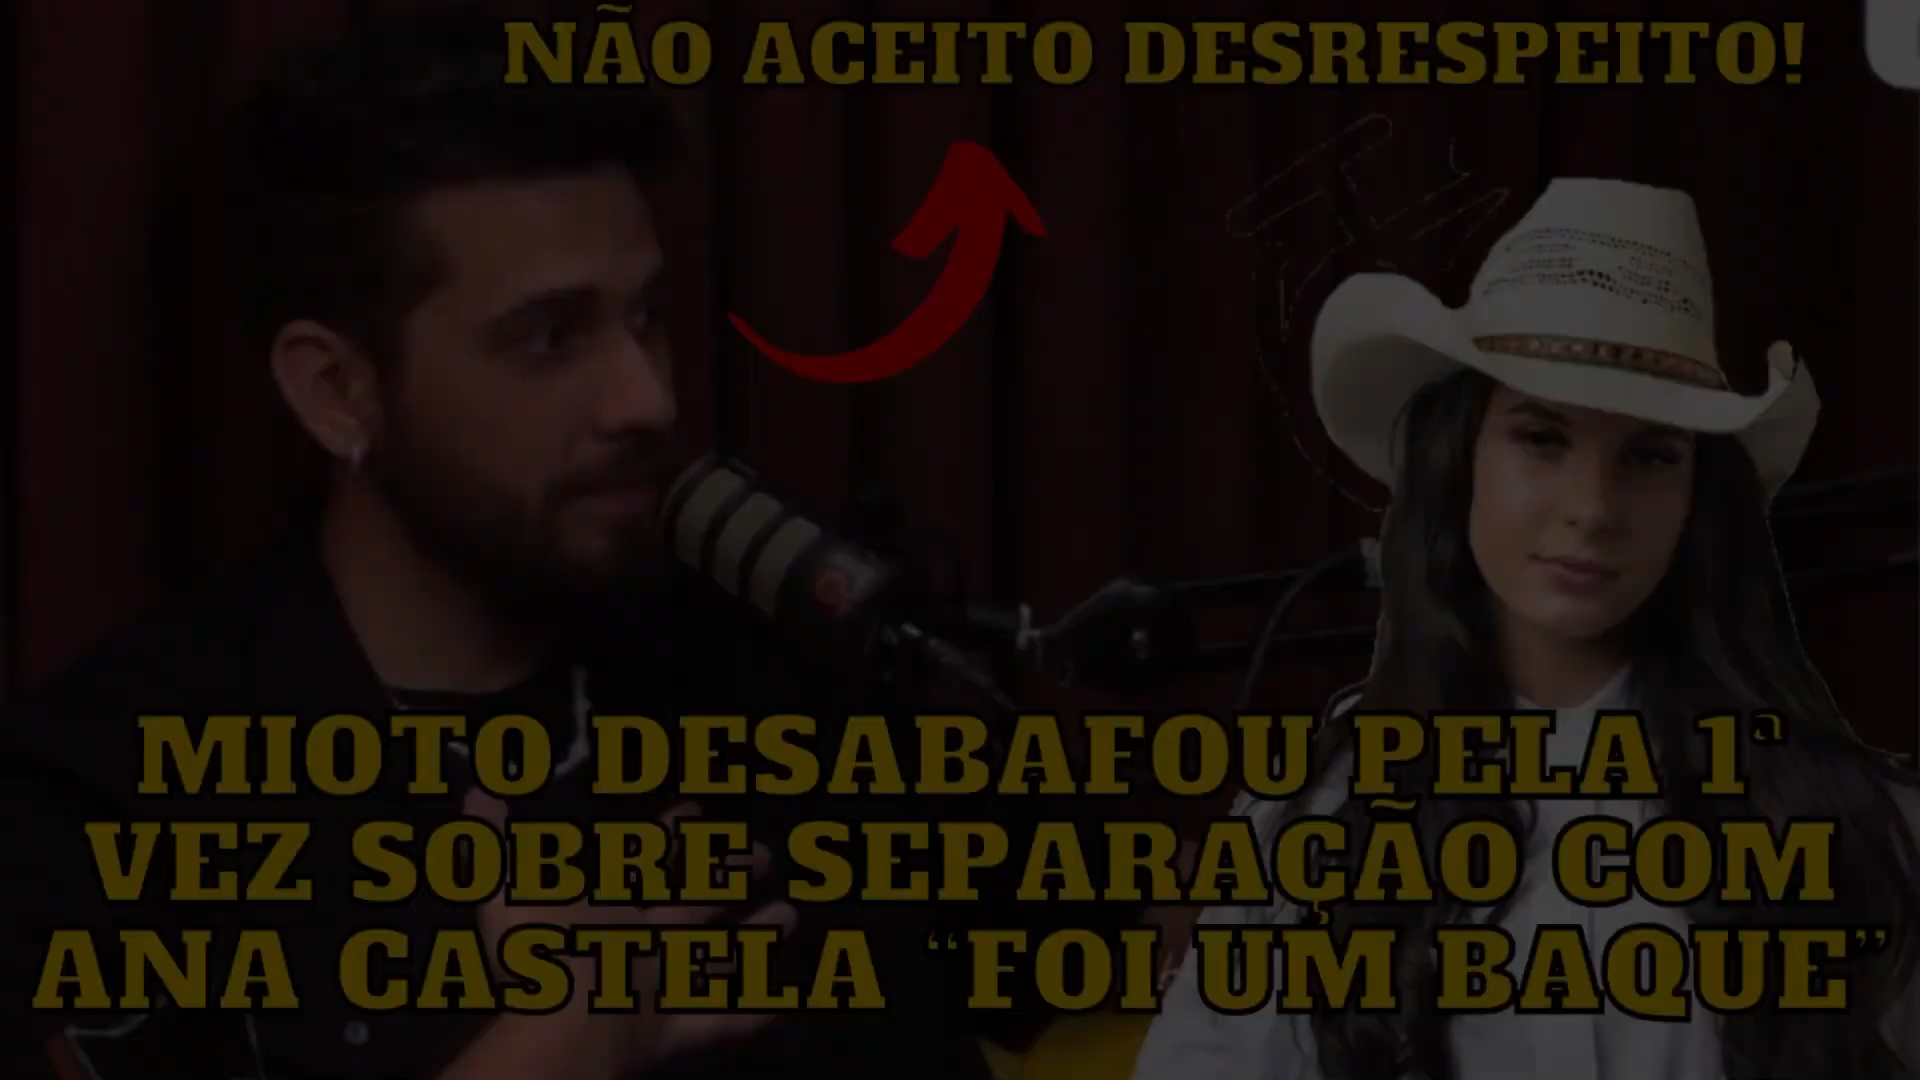 NÃO ACEITO DESRESPEITO!
MIOTO DESABAFOU PELA 1ª
VEZ SOBRE SEPARAÇÃO COM
ANA CASTELA “FOI UM BAQUE”